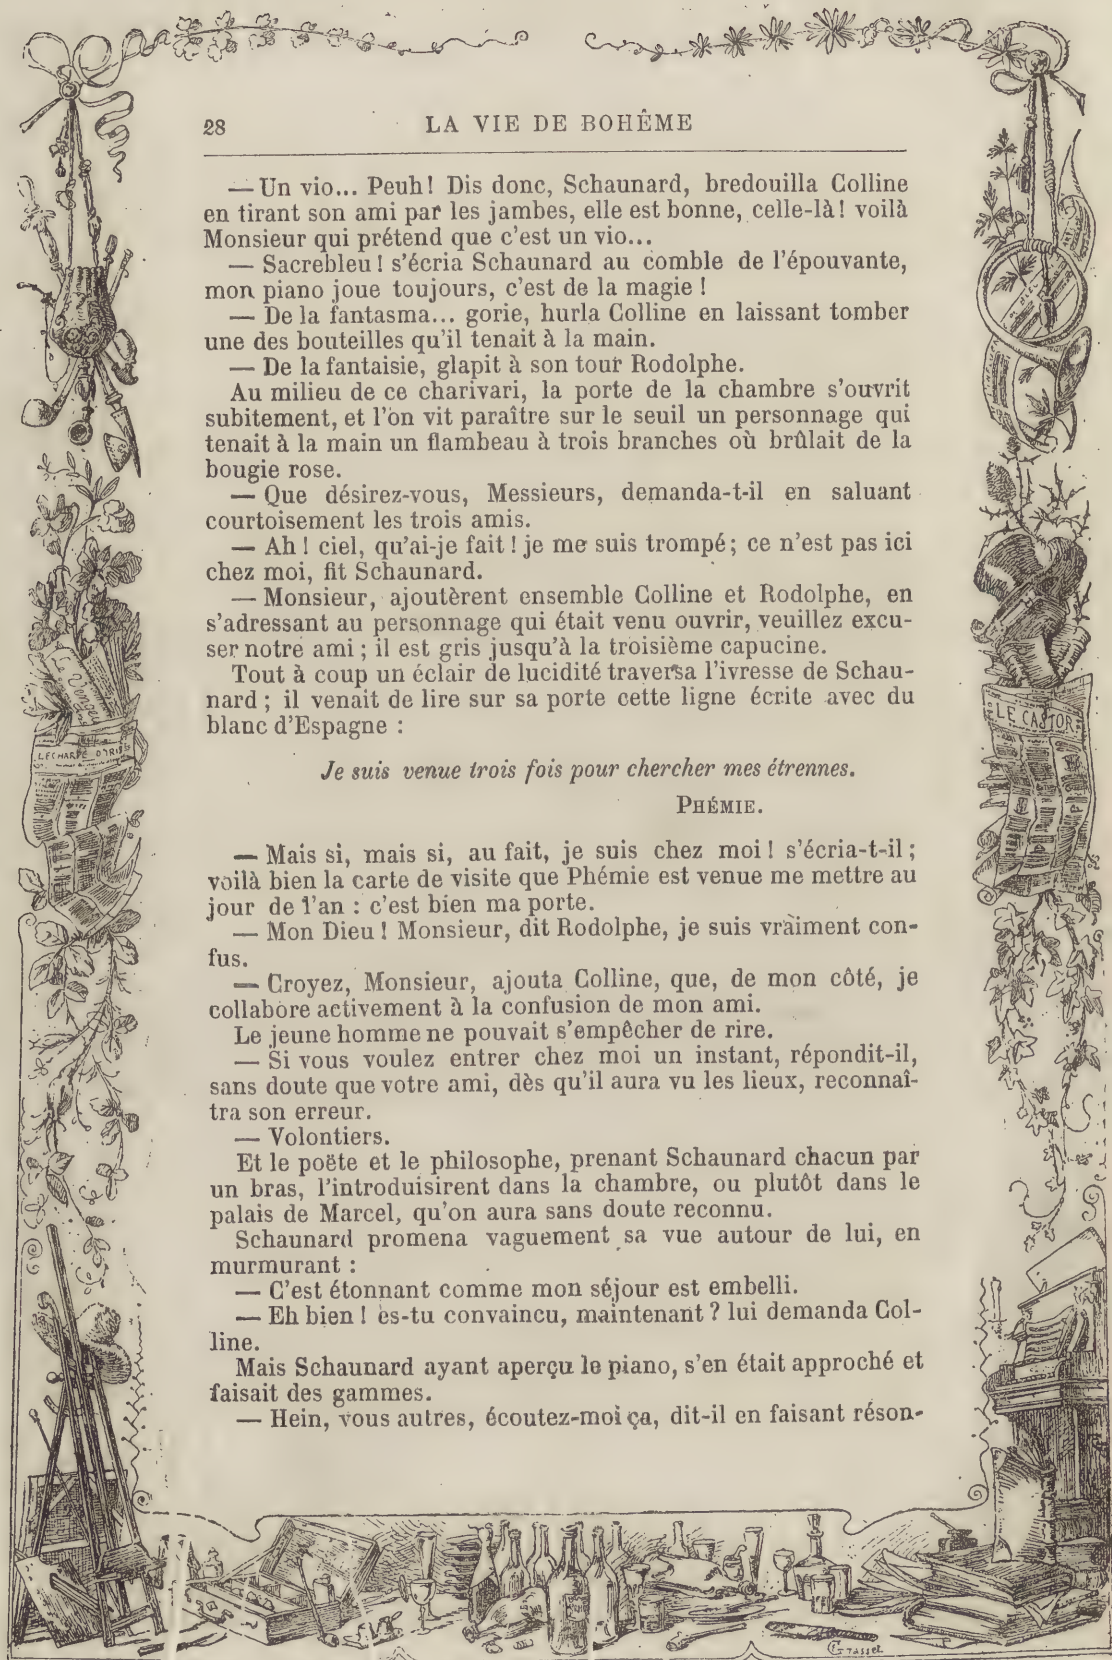 28 LA VIE DE BOHÊME
— Un vio... Peuh! Dis donc, Schaunard, bredouilla Colline
en tirant son ami par les jambes, elle est bonne, celle-là! voilà
Monsieur qui prétend que c'est un vio...
— Sacrebleu! s'écria Schaunard au comble de l'épouvante,
mon piano joue toujours, c'est de la magie!
— De la fantasma... gorie, hurla Colline en laissant tomber
une des bouteilles qu'il tenait à la main.
— De la fantaisie, glapit à son tour Rodolphe.
Au milieu de ce charivari, la porte de la chambre s'ouvrit
subitement, et l'on vit paraître sur le seuil un personnage qui
tenait à la main un flambeau à trois branches où brûlait de la
bougie rose.
— Que désirez-vous, Messieurs, demanda-t-il en saluant
courtoisement les trois amis.
— Ah! ciel, qu'ai-je fait! je me suis trompé; ce n'est pas ici
chez moi, fit Schaunard.
— Monsieur, ajoutèrent ensemble Colline et Rodolphe, en
s'adressant au personnage qui était venu ouvrir, veuillez excu-
ser notre ami; il est gris jusqu'à la troisième capucine.
Tout à coup un éclair de lucidité traversa l'ivresse de Schau-
nard; il venait de lire sur sa porte cette ligne écrite avec du
blanc d'Espagne :
Je suis venue trois fois pour chercher mes étrennes.
PHÉMIE.
— Mais si, mais si, au fait, je suis chez moi! s'écria-t-il;
voilà bien la carte de visite que Phémie est venue me mettre au
jour de l'an : c'est bien ma porte.
— Mon Dieu! Monsieur, dit Rodolphe, je suis vraiment con-
fus.
— Croyez, Monsieur, ajouta Colline, que, de mon côté, je
collabore activement à la confusion de mon ami.
Le jeune homme ne pouvait s'empêcher de rire.
— Si vous voulez entrer chez moi un instant, répondit-il,
sans doute que votre ami, dès qu'il aura vu les lieux, reconnaî-
tra son erreur.
— Volontiers.
Et le poëte et le philosophe, prenant Schaunard chacun par
un bras, l'introduisirent dans la chambre, ou plutôt dans le
palais de Marcel, qu'on aura sans doute reconnu.
Schaunard promena vaguement sa vue autour de lui, en
murmurant :
— C'est étonnant comme mon séjour est embelli.
— Eh bien! es-tu convaincu, maintenant? lui demanda Col-
line.
Mais Schaunard ayant aperçu le piano, s'en était approché et
faisait des gammes.
— Hein, vous autres, écoutez-moi ça, dit-il en faisant réson-
Le Venge
L'ECHARPE D'IRIS
LE CASTOR
Grasset